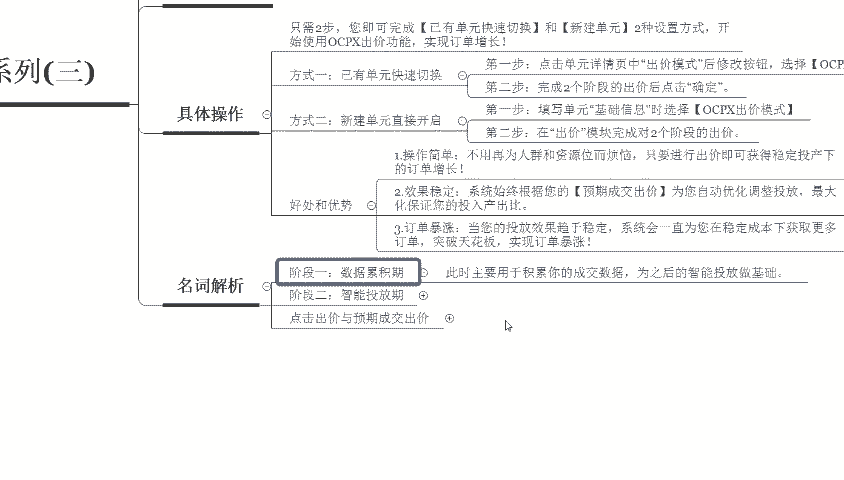 系列(三)
具体操作
只需2步，您即可完成【已有单元快速切换】和【新建单元】2种设置方式，开
始使用OCPX出价功能，实现订单增长！
方式一：已有单元快速切换
第一步：点击单元详情页中“出价模式”后修改按钮，选择【OCP
第二步：完成2个阶段的出价后点击“确定”。
方式二：新建单元直接开启
第一步：填写单元“基础信息”时选择【OCPX出价模式】
第二步：在“出价”模块完成对2个阶段的出价。
好处和优势
1.操作简单：不用再为人群和资源位而烦恼，只要进行出价即可获得稳定投产下
的订单增长！
2.效果稳定：系统始终根据您的【预期成交出价】为您自动优化调整投放，最大
化保证您的投入产出比。
3.订单暴涨：当您的投放效果趋于稳定，系统会一直为您在稳定成本下获取更多
订单，突破天花板，实现订单暴涨！
名词解析
阶段一：数据累积期
此时主要用于积累你的成交数据，为之后的智能投放做基础。
阶段二：智能投放期
点击出价与预期成交出价